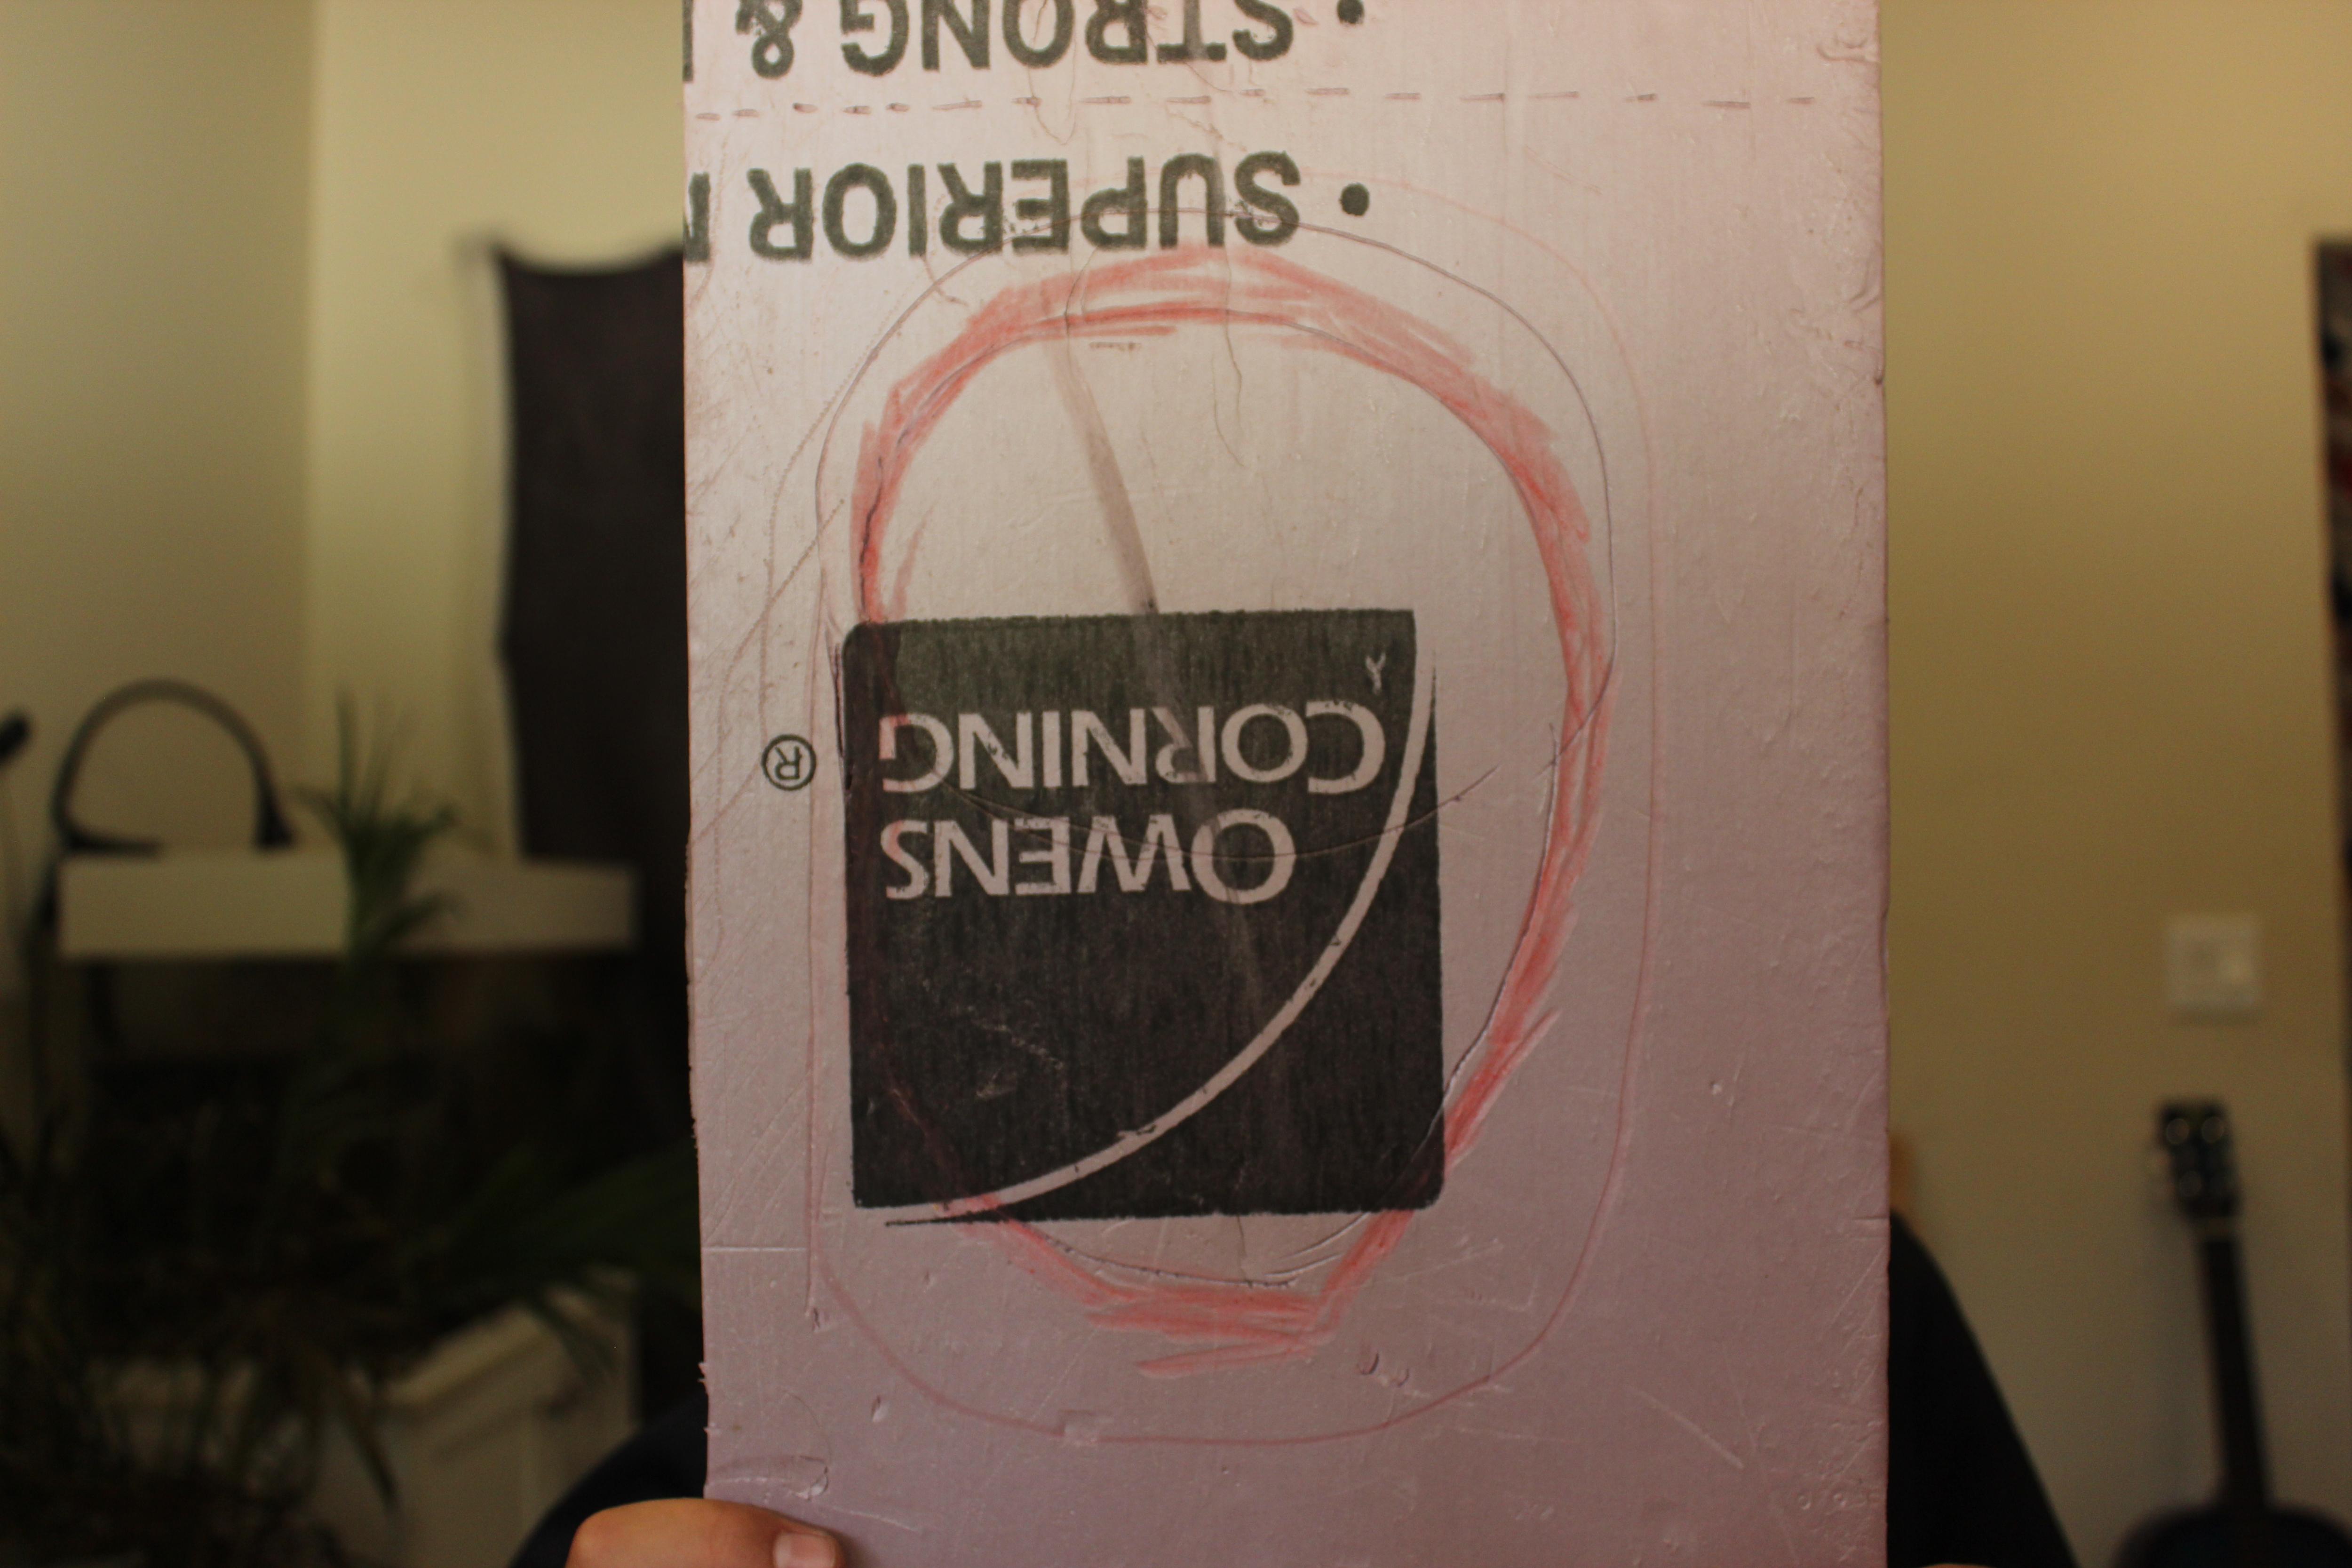 OWENS
CORNING
®
• SUPERIOR
• STRONG &